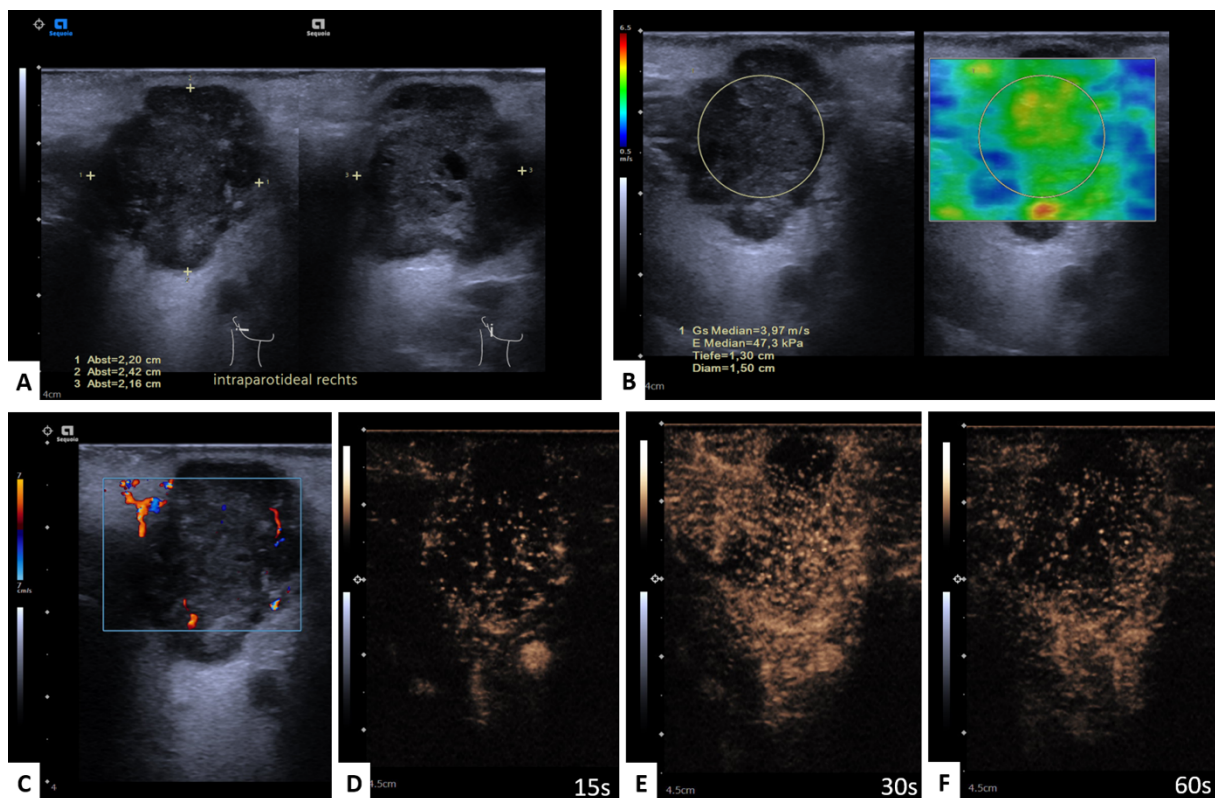 Sequoia
Sequoia
1 Abst=2,20 cm
2 Abst=2,42 cm
3 Abst=2,16 cm
intraparotideal rechts
4cm
A
6.5
0.5
m/s
1 Gs Median=3,97 m/s
E Median=47,3 kPa
Tiefe=1,30 cm
Diam=1,50 cm
4cm
B
Sequoia
7
7
cm/s
4
C
4.5cm
D
15s
4.5cm
E
30s
4.5cm
F
60s